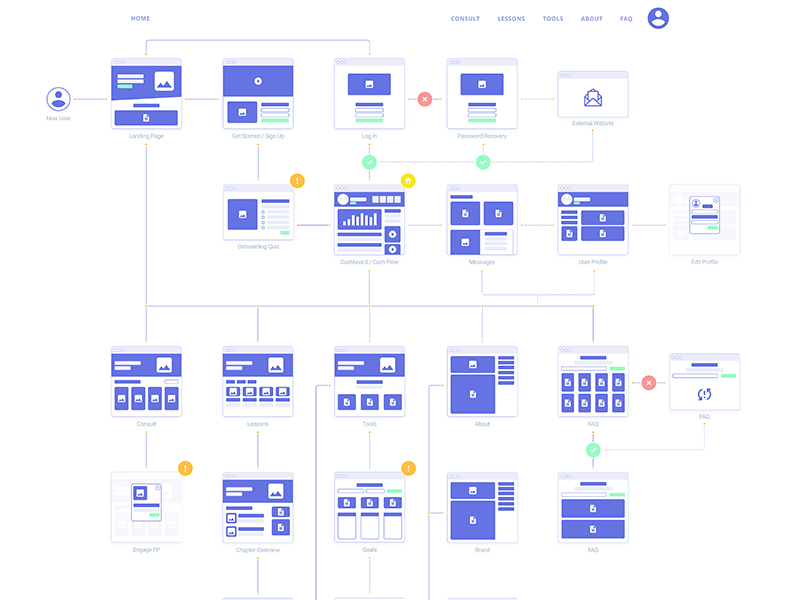 HOME
CONSULT LESSONS TOOLS ABOUT FAQ
New User
Landing Page
Get Started / Sign Up
Log In
Password Recovery
External Website
Onboarding Quiz
Dashboard / Cash Flow
Messages
User Profile
Edit Profile
Consult
Lessons
Tools
About
FAQ
FAQ
Engage FP
Chapter Overview
Goals
Brand
FAQ